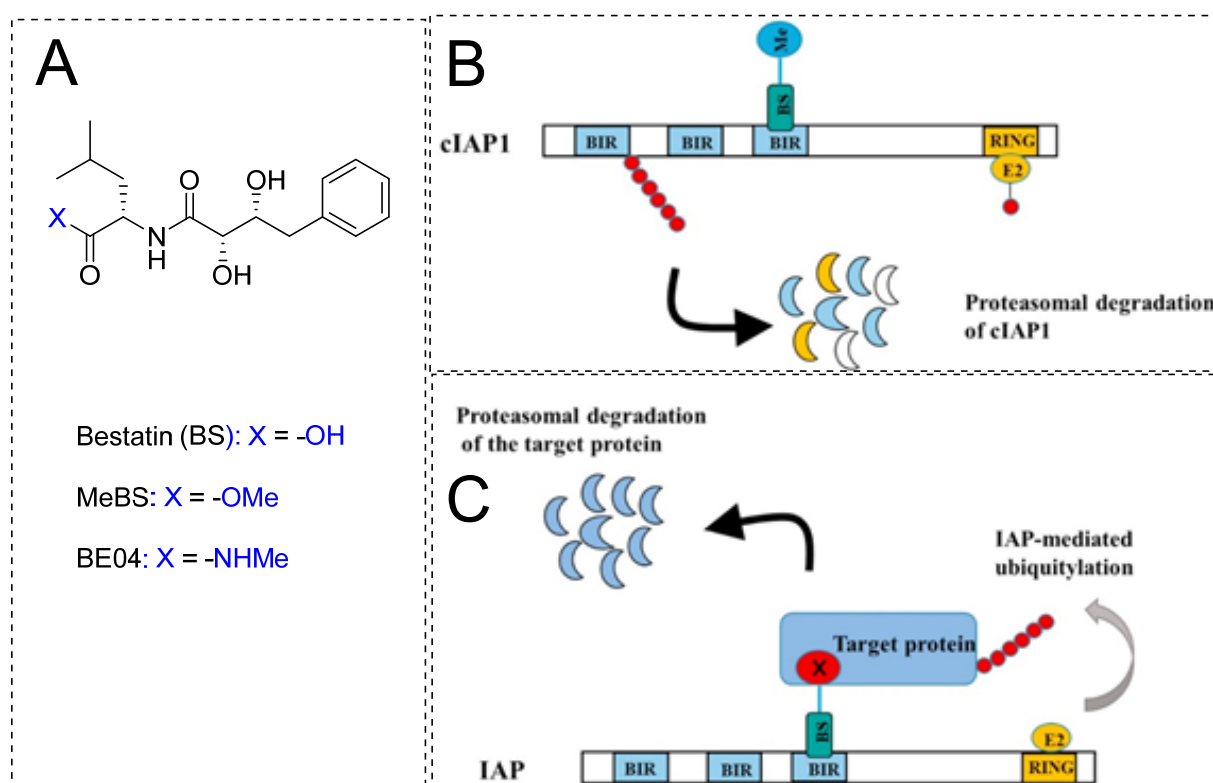 A
X
O
N
H
O
OH
OH
Bestatin (BS): X = -OH
MeBS: X = -OMe
BE04: X = -NHMe
B
Me
BS
cIAP1
BIR
BIR
BIR
RING
E2
Proteasomal degradation
of cIAP1
Proteasomal degradation
of the target protein
C
IAP-mediated
ubiquitylation
Target protein
X
BS
E2
IAP
BIR
BIR
BIR
RING